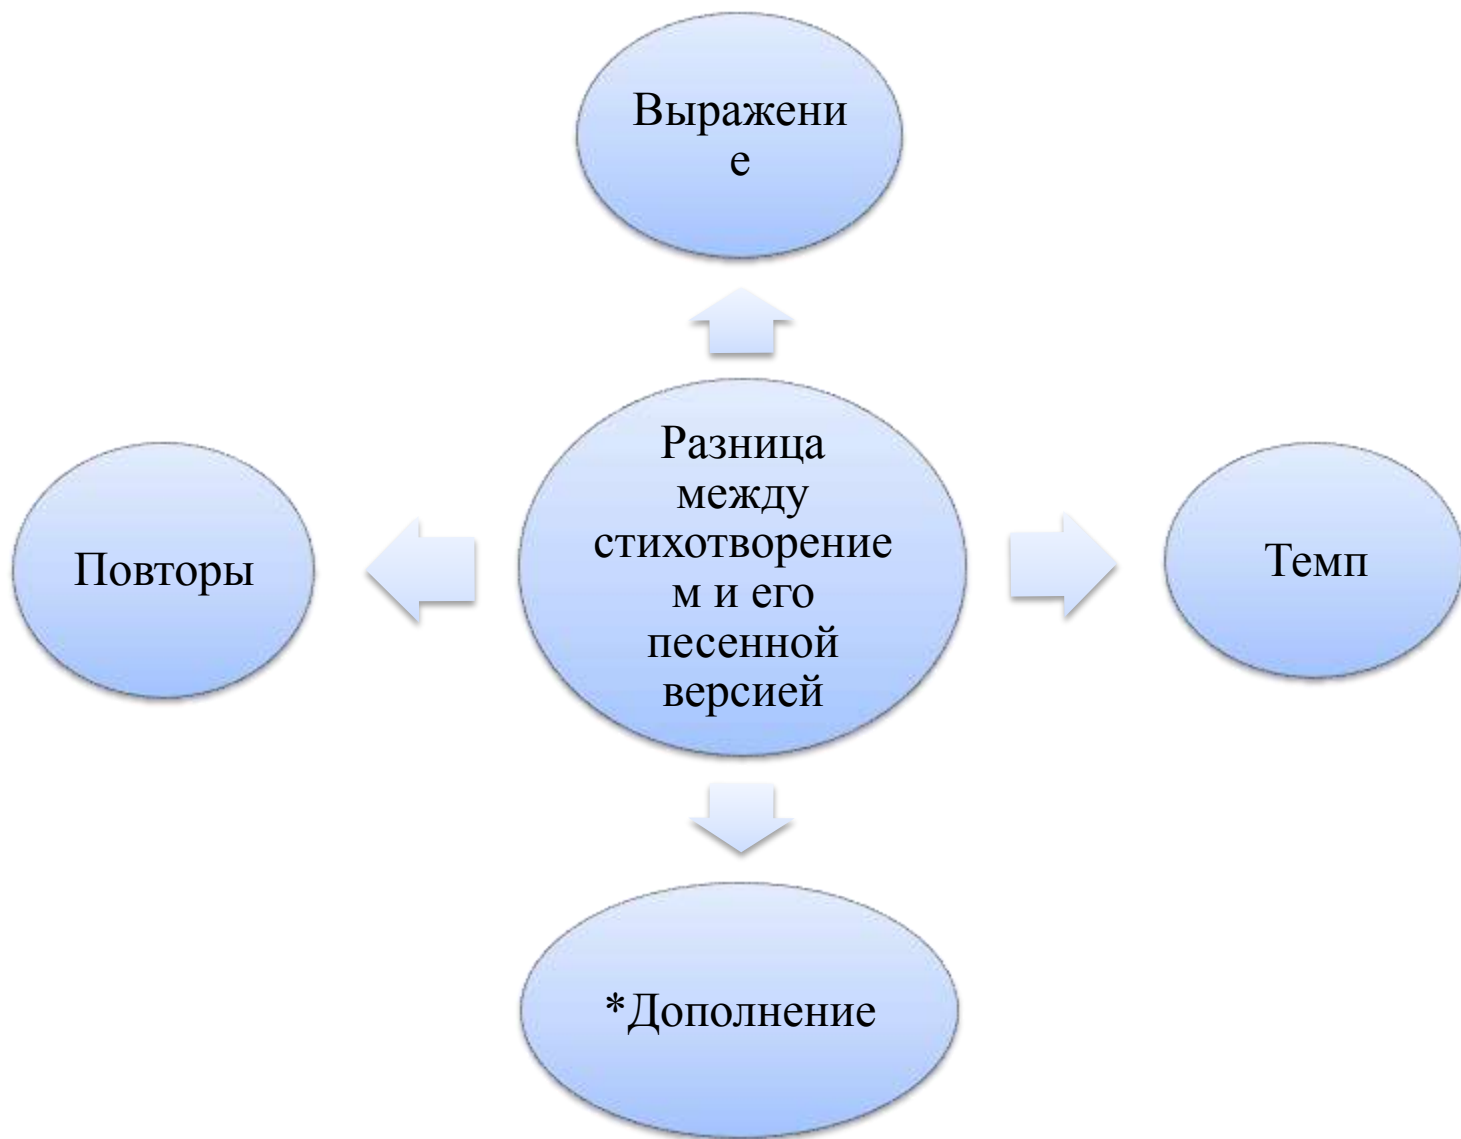 Выражени
е
Разница
между
стихотворение
м и его
песенной
версией
Повторы
Темп
*Дополнение